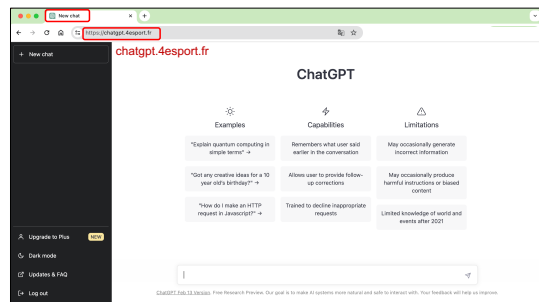 New chat
https://chatgpt.4esport.fr
+ New chat
chatgpt.4esport.fr
ChatGPT
Examples
Capabilities
Limitations
"Explain quantum computing in
simple terms" →
Remembers what user said
earlier in the conversation
May occasionally generate
incorrect information
"Got any creative ideas for a 10
year old's birthday?" →
Allows user to provide follow-
up corrections
May occasionally produce
harmful instructions or biased
content
"How do I make an HTTP
request in Javascript?" →
Trained to decline inappropriate
requests
Limited knowledge of world and
events after 2021
Upgrade to Plus NEW
Dark mode
Updates & FAQ
Log out
ChatGPT Feb 13 Version. Free Research Preview. Our goal is to make AI systems more natural and safe to interact with. Your feedback will help us improve.